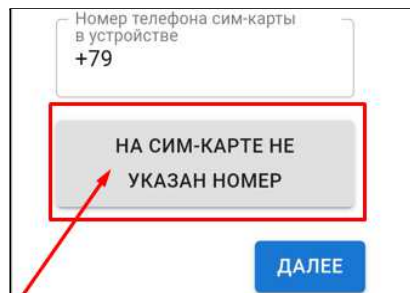 Номер телефона сим-карты
в устройстве
+79
НА СИМ-КАРТЕ НЕ
УКАЗАН НОМЕР
ДАЛЕЕ